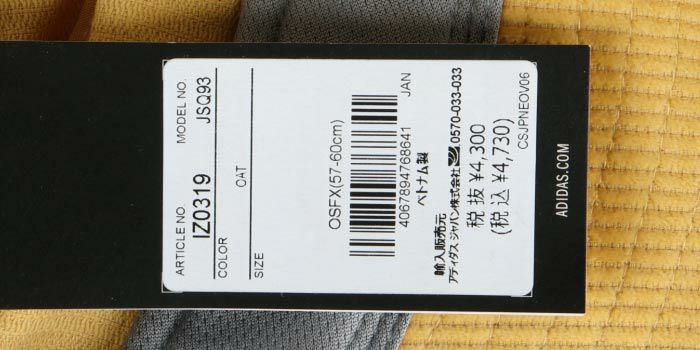 ARTICLE NO. MODEL NO.
IZ0319 JSQ93
COLOR
CAT
SIZE
OSFX(57-60cm)
JAN
4067894768641
ベトナム製
輸入販売元
アディダス ジャパン株式会社 0570-033-033
税抜 ¥4,300
(税込 ¥4,730)
CSJPNEOV06
ADIDAS.COM